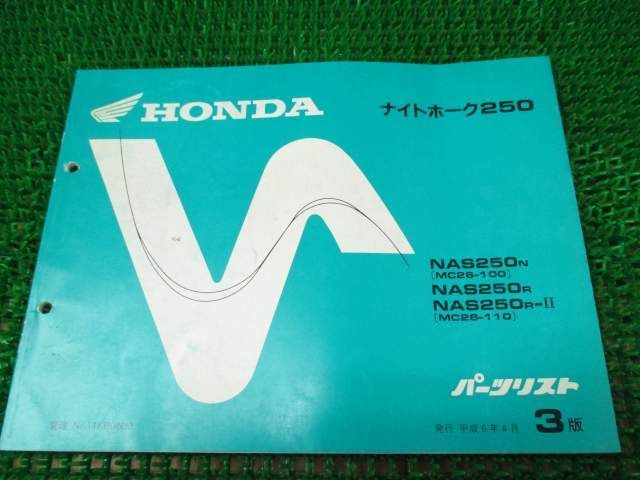 HONDA
ナイトホーク250
NAS250N
[MC26-100]
NAS250R
NAS250R-II
[MC26-110]
パーツリスト
発行 平成6年4月 3版